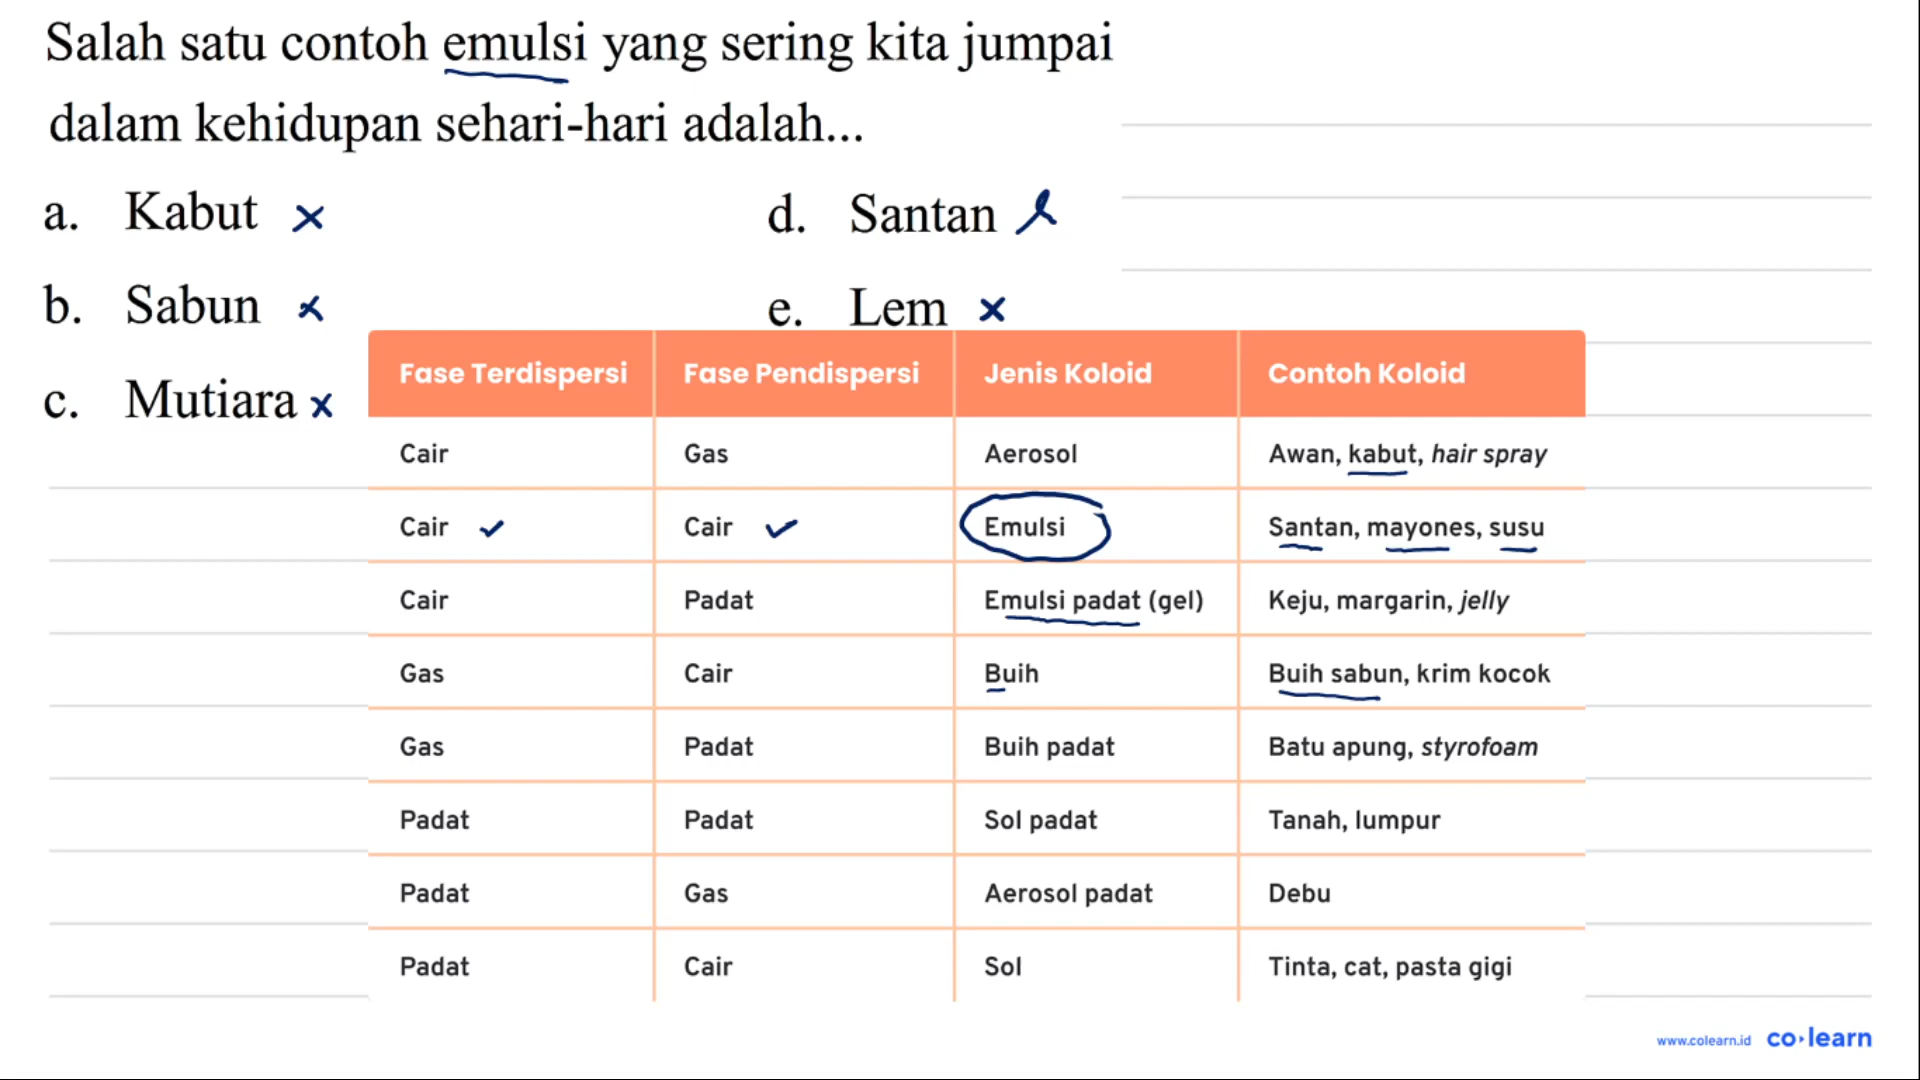 Salah satu contoh emulsi yang sering kita jumpai
dalam kehidupan sehari-hari adalah...
a. Kabut
d. Santan
b. Sabun
e. Lem
c. Mutiara
Fase Terdispersi Fase Pendispersi Jenis Koloid Contoh Koloid
Cair Gas Aerosol Awan, kabut, hair spray
Cair Cair Emulsi Santan, mayones, susu
Cair Padat Emulsi padat (gel) Keju, margarin, jelly
Gas Cair Buih Buih sabun, krim kocok
Gas Padat Buih padat Batu apung, styrofoam
Padat Padat Sol padat Tanah, lumpur
Padat Gas Aerosol padat Debu
Padat Cair Sol Tinta, cat, pasta gigi
www.colearn.id co learn